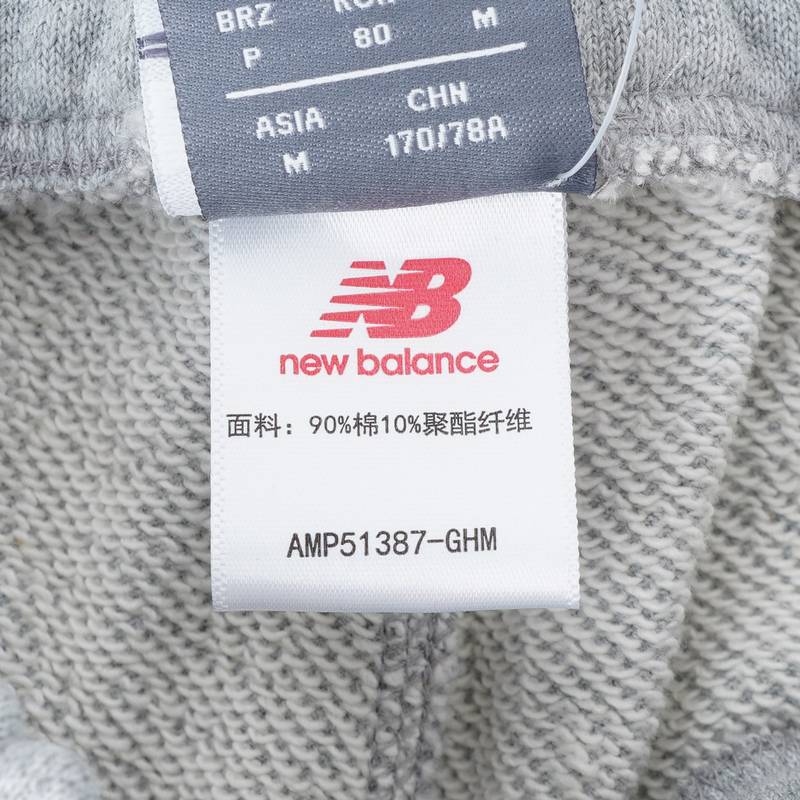 BRZ
P
80
M
ASIA
M
CHN
170/78A
NB
new balance
面料：90%棉10%聚酯纤维
AMP51387-GHM